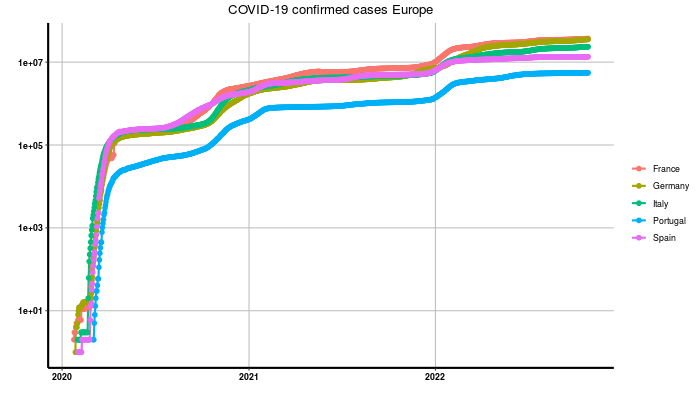 COVID-19 confirmed cases Europe
1e+07
1e+05
1e+03
1e+01
2020 2021 2022
France
Germany
Italy
Portugal
Spain